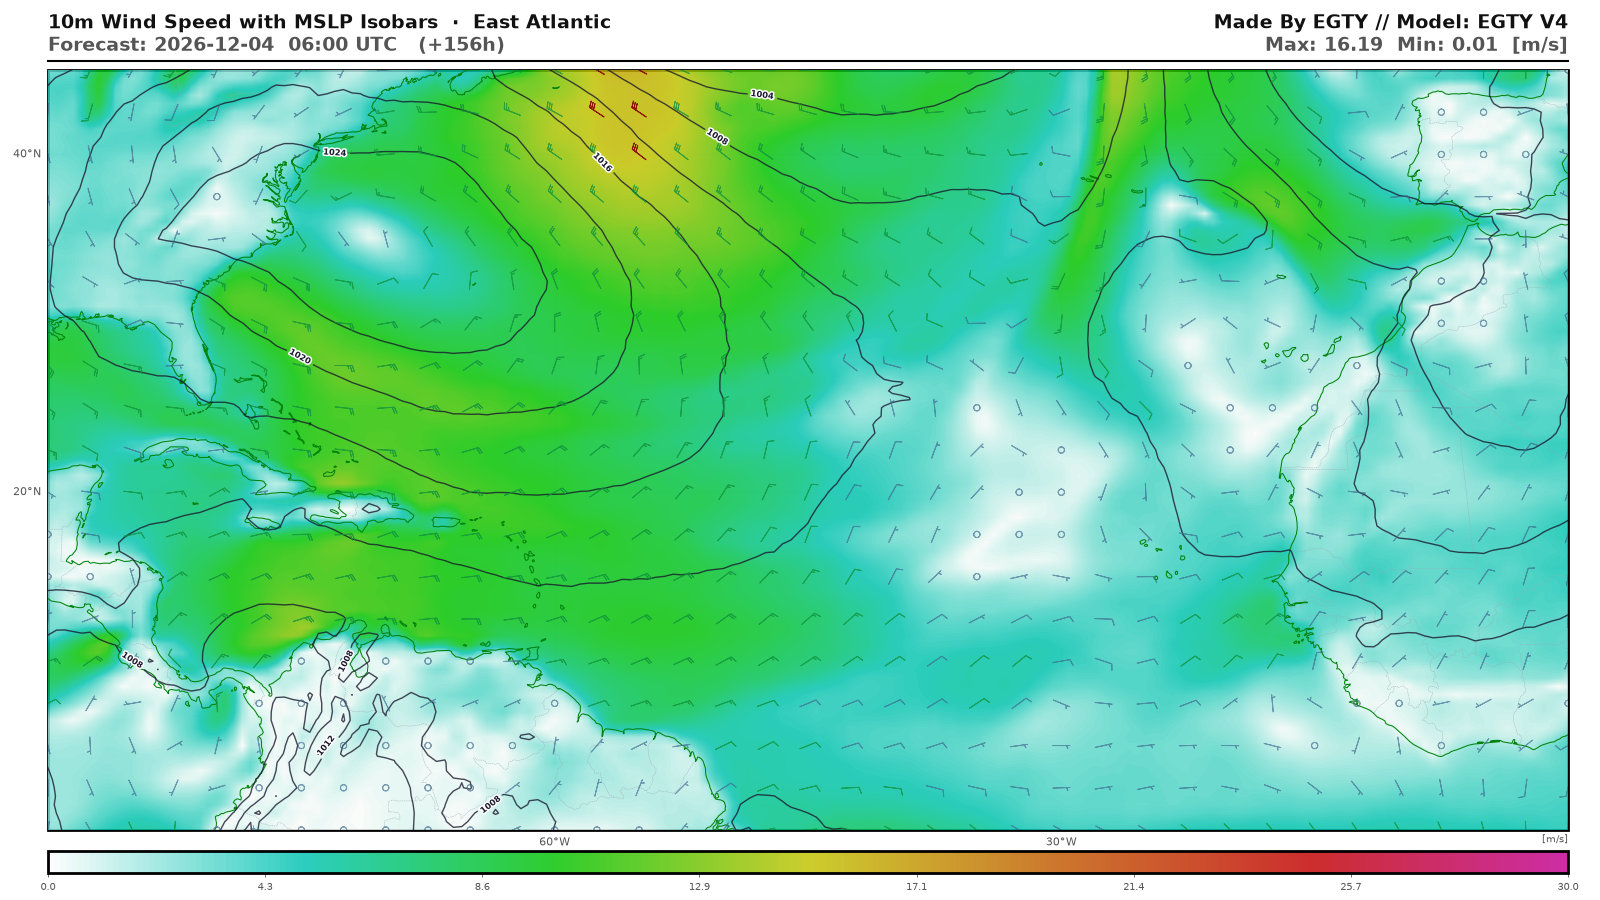 10m Wind Speed with MSLP Isobars · East Atlantic
Made By EGTY // Model: EGTY V4
Forecast: 2026-12-04 06:00 UTC (+156h)
Max: 16.19 Min: 0.01 [m/s]
1004
1008
1024
1016
40°N
1020
20°N
1008
1008
1012
1008
60°W
30°W
[m/s]
0.0
4.3
8.6
12.9
17.1
21.4
25.7
30.0